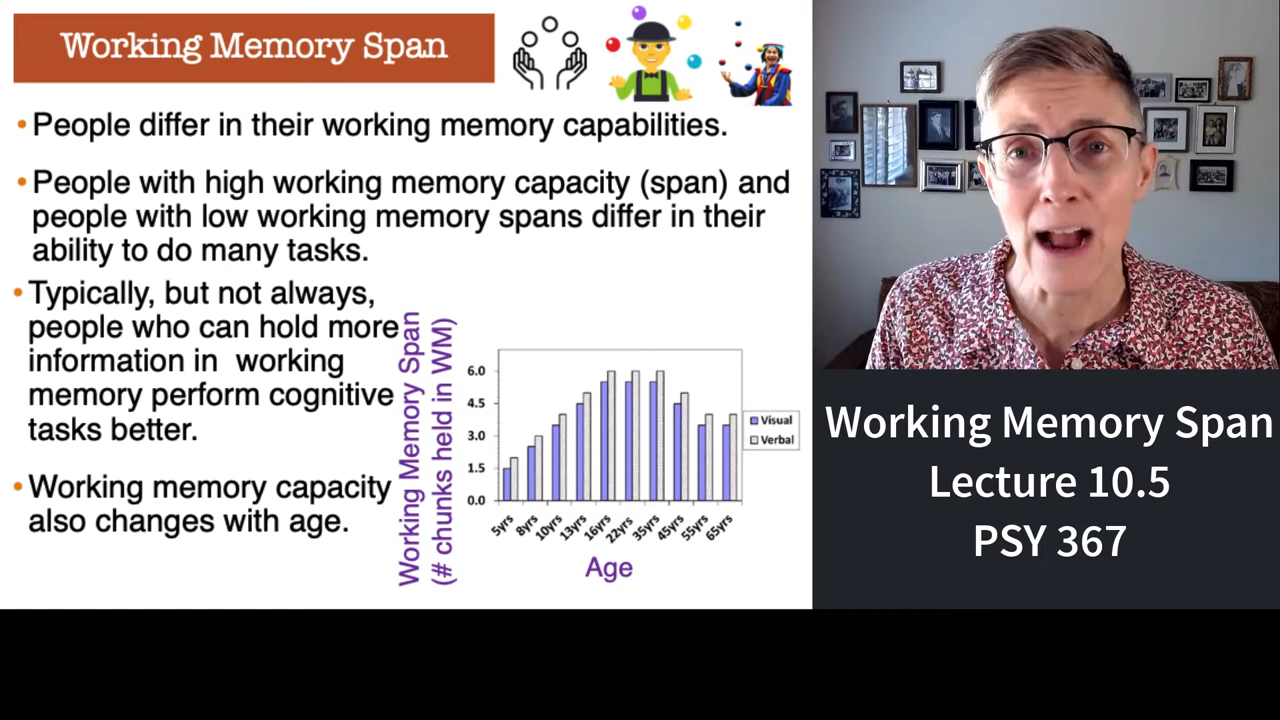 Working Memory Span
• People differ in their working memory capabilities.
• People with high working memory capacity (span) and
people with low working memory spans differ in their
ability to do many tasks.
• Typically, but not always,
people who can hold more
information in working
memory perform cognitive
tasks better.
• Working memory capacity
also changes with age.
Working Memory Span
(# chunks held in WM)
6.0
4.5
3.0
1.5
0.0
5yrs 8yrs 10yrs 13yrs 16yrs 22yrs 35yrs 45yrs 55yrs 65yrs
Age
Visual
Verbal
Working Memory Span
Lecture 10.5
PSY 367